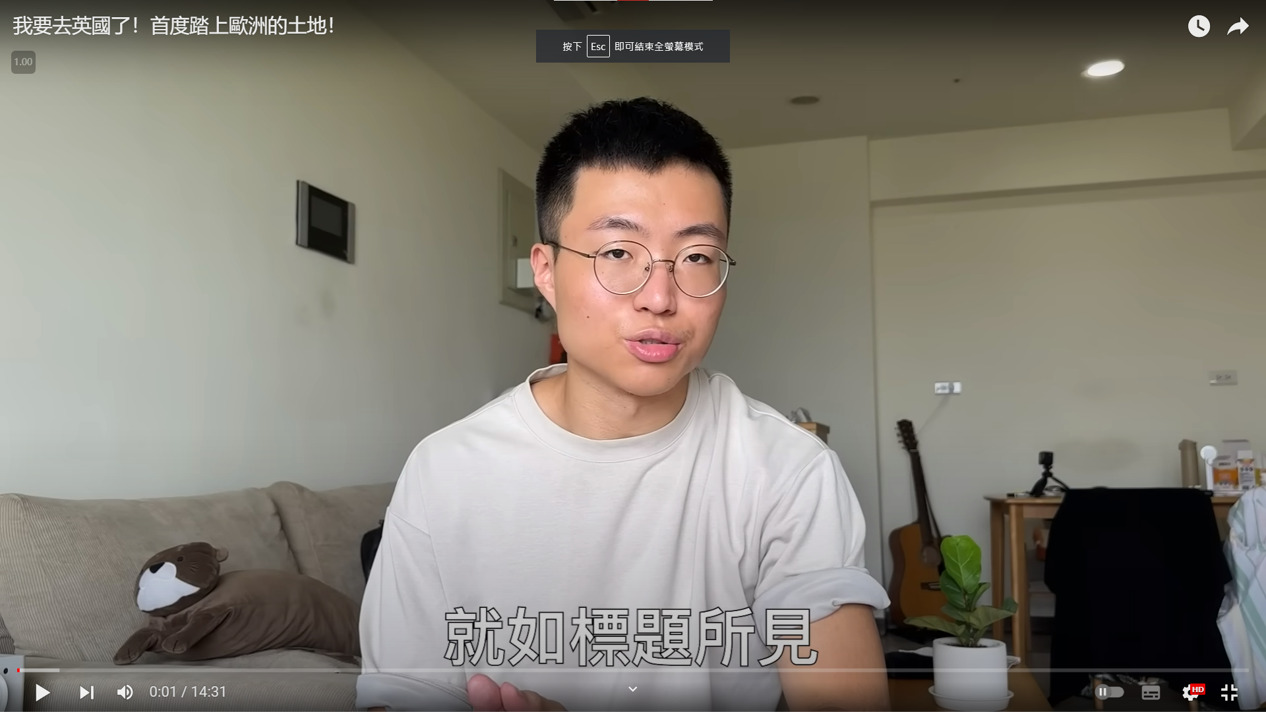 我要去英國了！首度踏上歐洲的土地！
1.00
按下 Esc 即可結束全螢幕模式
就如標題所見
0:01 / 14:31
HD